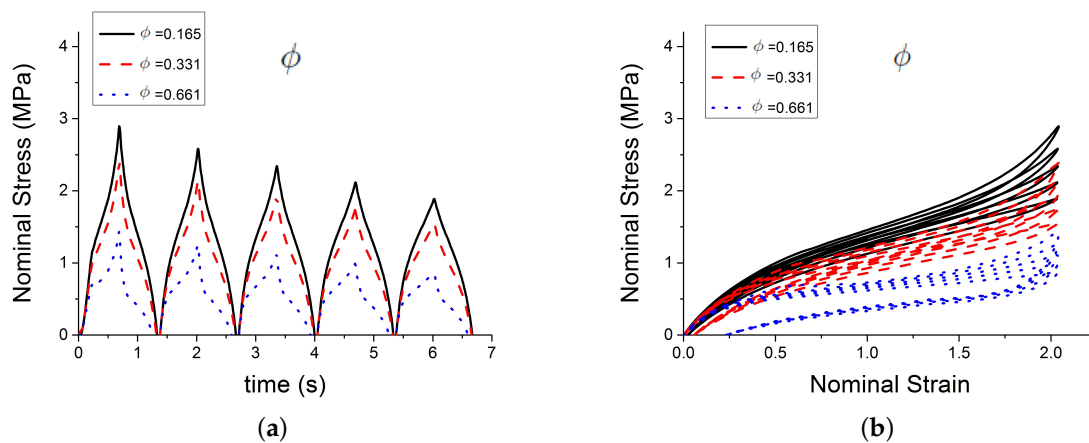 ϕ=0.165
ϕ=0.331
ϕ=0.661
ϕ
Nominal Stress (MPa)
4
3
2
1
0
0 1 2 3 4 5 6 7
time (s)
(a)
ϕ=0.165
ϕ=0.331
ϕ=0.661
ϕ
Nominal Stress (MPa)
4
3
2
1
0
0.0 0.5 1.0 1.5 2.0
Nominal Strain
(b)